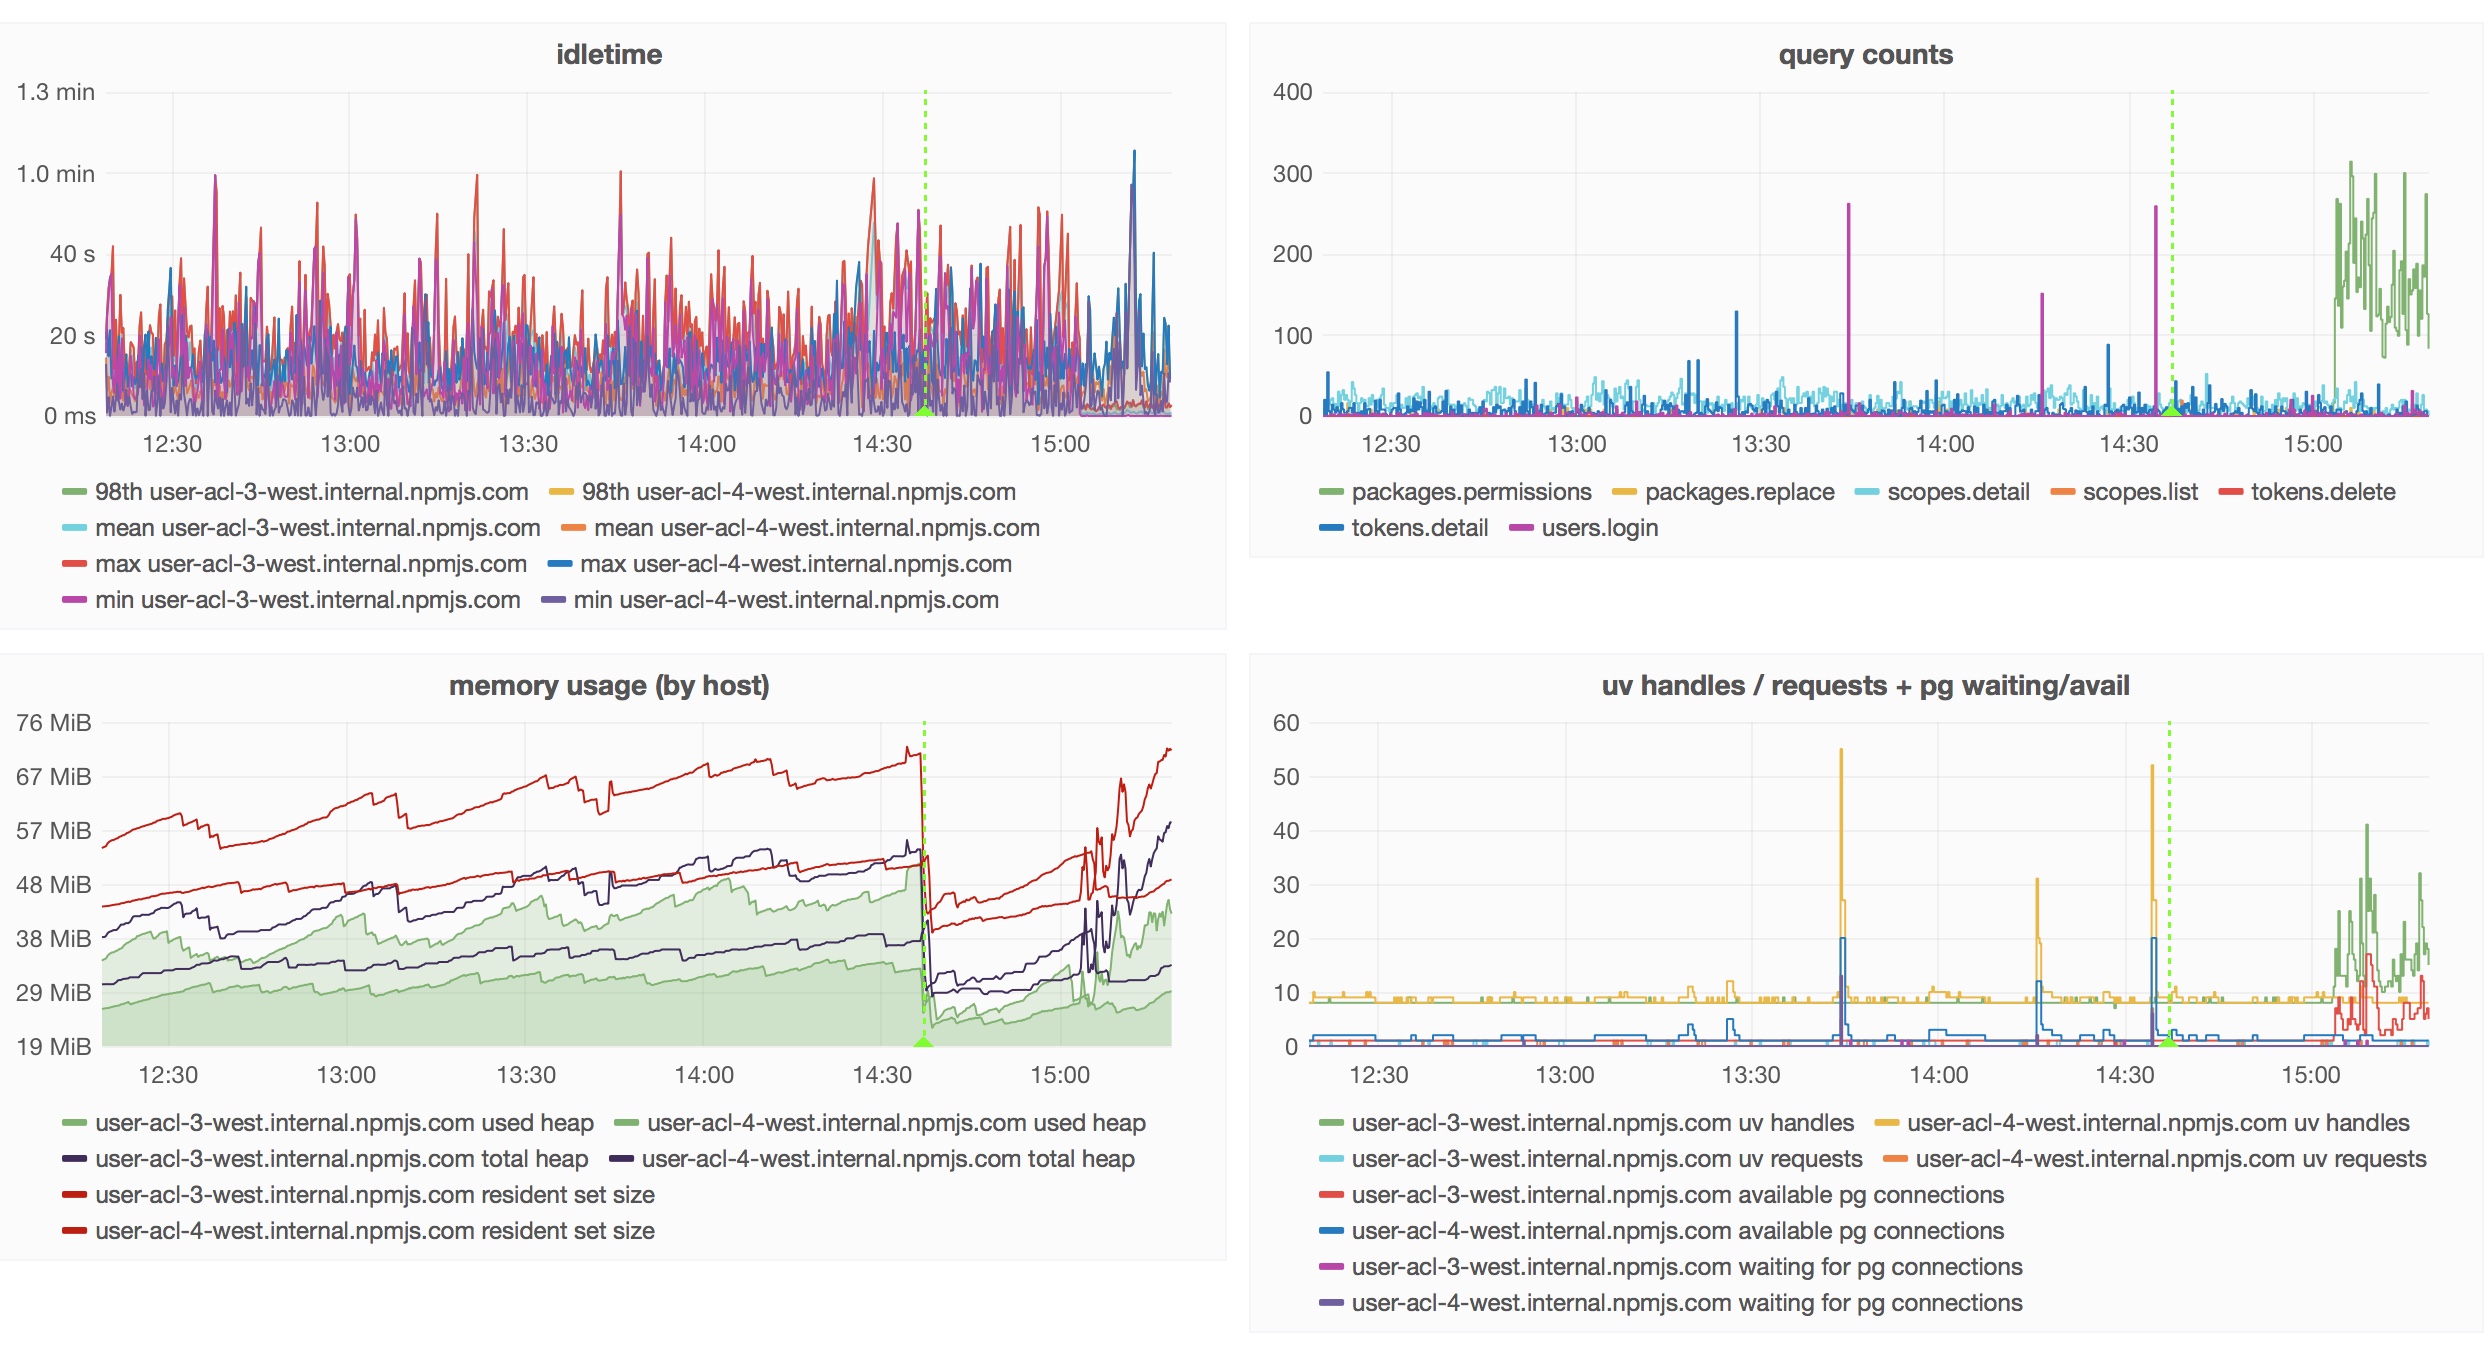 idletime
1.3 min
1.0 min
40 s
20 s
0 ms
12:30 13:00 13:30 14:00 14:30 15:00
98th user-acl-3-west.internal.npmjs.com 98th user-acl-4-west.internal.npmjs.com
mean user-acl-3-west.internal.npmjs.com mean user-acl-4-west.internal.npmjs.com
max user-acl-3-west.internal.npmjs.com max user-acl-4-west.internal.npmjs.com
min user-acl-3-west.internal.npmjs.com min user-acl-4-west.internal.npmjs.com
query counts
400
300
200
100
0
12:30 13:00 13:30 14:00 14:30 15:00
packages.permissions packages.replace scopes.detail scopes.list tokens.delete
tokens.detail users.login
memory usage (by host)
76 MiB
67 MiB
57 MiB
48 MiB
38 MiB
29 MiB
19 MiB
12:30 13:00 13:30 14:00 14:30 15:00
user-acl-3-west.internal.npmjs.com used heap user-acl-4-west.internal.npmjs.com used heap
user-acl-3-west.internal.npmjs.com total heap user-acl-4-west.internal.npmjs.com total heap
user-acl-3-west.internal.npmjs.com resident set size
user-acl-4-west.internal.npmjs.com resident set size
uv handles / requests + pg waiting/avail
60
50
40
30
20
10
0
12:30 13:00 13:30 14:00 14:30 15:00
user-acl-3-west.internal.npmjs.com uv handles user-acl-4-west.internal.npmjs.com uv handles
user-acl-3-west.internal.npmjs.com uv requests user-acl-4-west.internal.npmjs.com uv requests
user-acl-3-west.internal.npmjs.com available pg connections
user-acl-4-west.internal.npmjs.com available pg connections
user-acl-3-west.internal.npmjs.com waiting for pg connections
user-acl-4-west.internal.npmjs.com waiting for pg connections